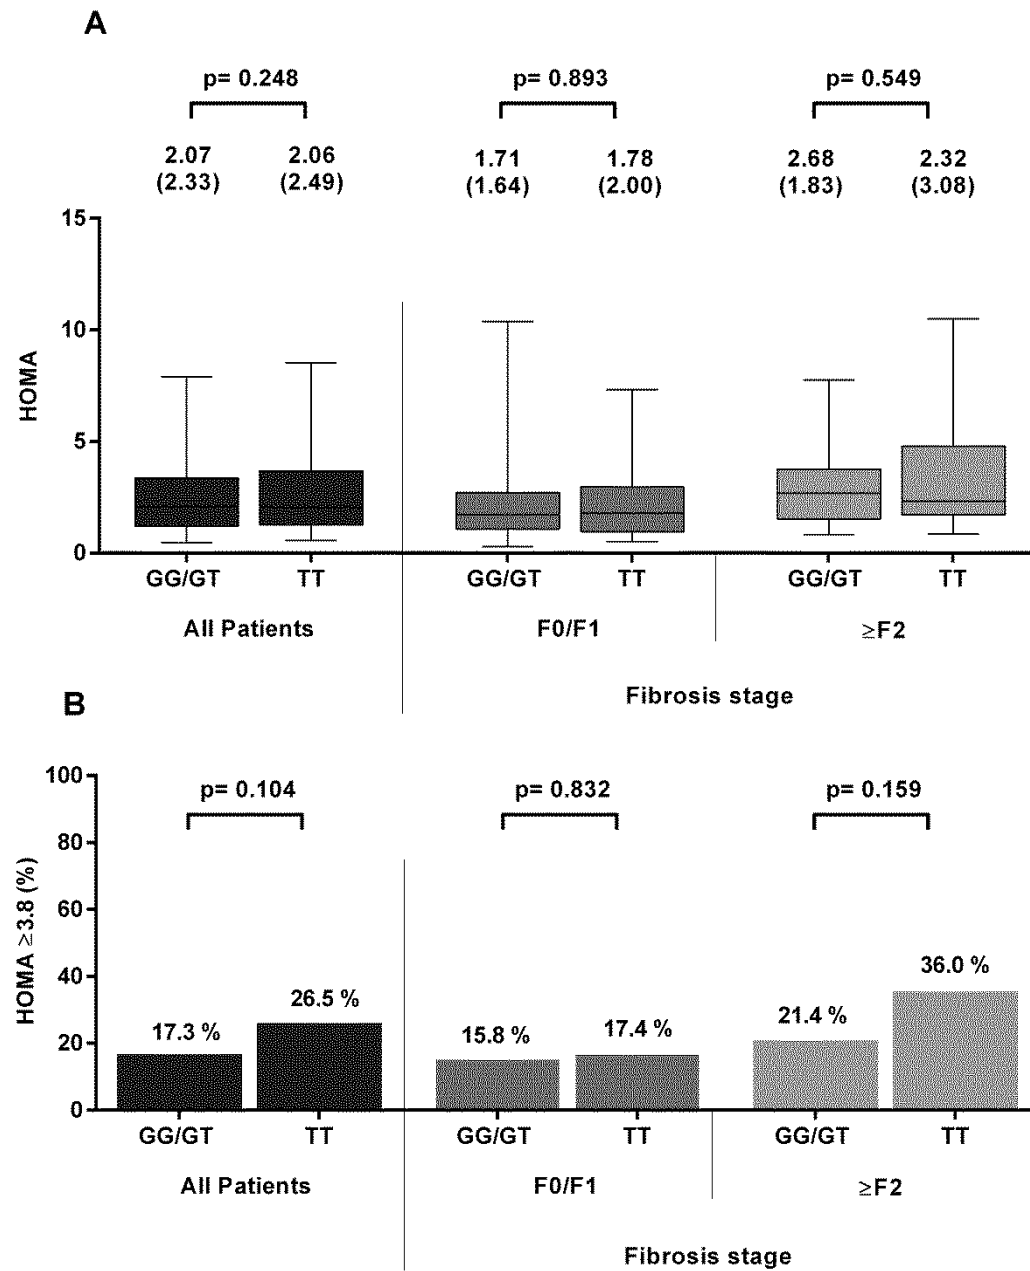 A
p= 0.248 p= 0.893 p= 0.549
2.07 2.06 1.71 1.78 2.68 2.32
(2.33) (2.49) (1.64) (2.00) (1.83) (3.08)
15
10
HOMA
5
0
GG/GT TT GG/GT TT GG/GT TT
All Patients F0/F1 ≥F2
Fibrosis stage
B
100
p= 0.104 p= 0.832 p= 0.159
80
60
HOMA ≥3.8 (%)
40
36.0 %
26.5 %
21.4 %
17.3 % 15.8 % 17.4 %
20
0
GG/GT TT GG/GT TT GG/GT TT
All Patients F0/F1 ≥F2
Fibrosis stage